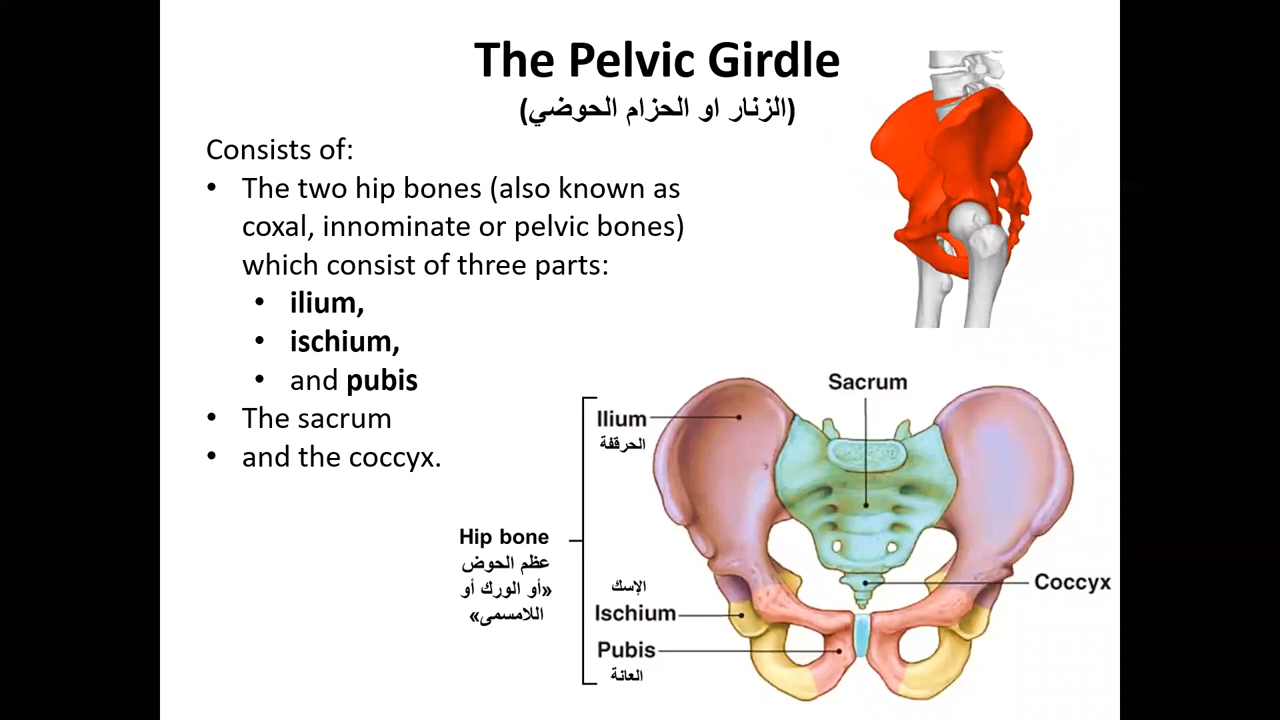 The Pelvic Girdle
(الزنار او الحزام الحوضي)
Consists of:
• The two hip bones (also known as
coxal, innominate or pelvic bones)
which consist of three parts:
• ilium,
• ischium,
• and pubis
• The sacrum
• and the coccyx.
Sacrum
Ilium
الحرقفة
Hip bone
عظم الحوض
«أو الورك أو
اللامسمى»
الإسك
Ischium
Pubis
العانة
Coccyx